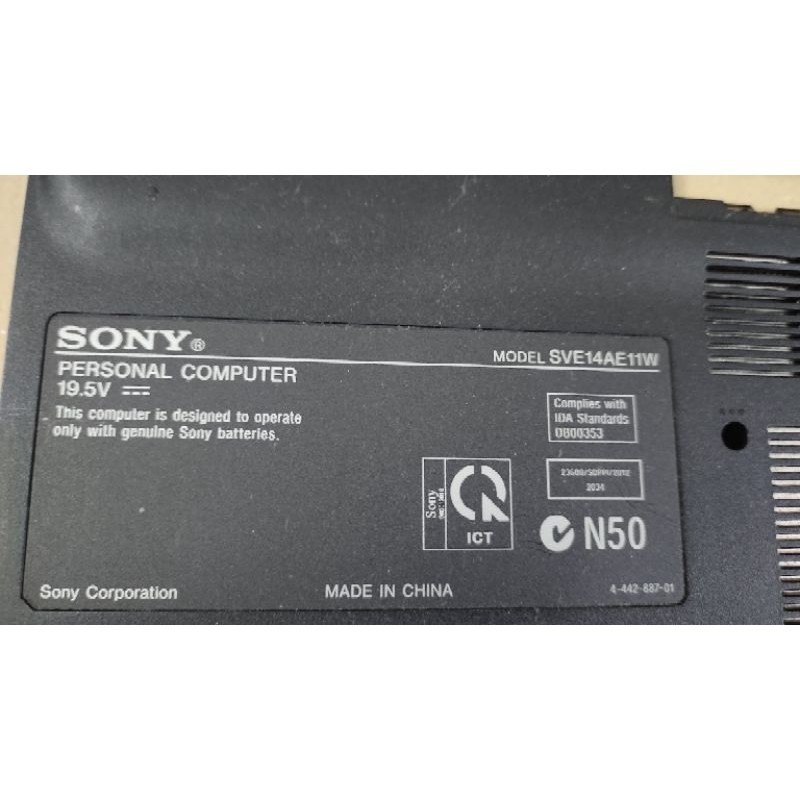 SONY®
MODEL SVE14AE11W
PERSONAL COMPUTER
19.5V
This computer is designed to operate
only with genuine Sony batteries.
Complies with
IDA Standards
DB00353
2024
Sony
ICT
N50
Sony Corporation
MADE IN CHINA
4-442-887-01